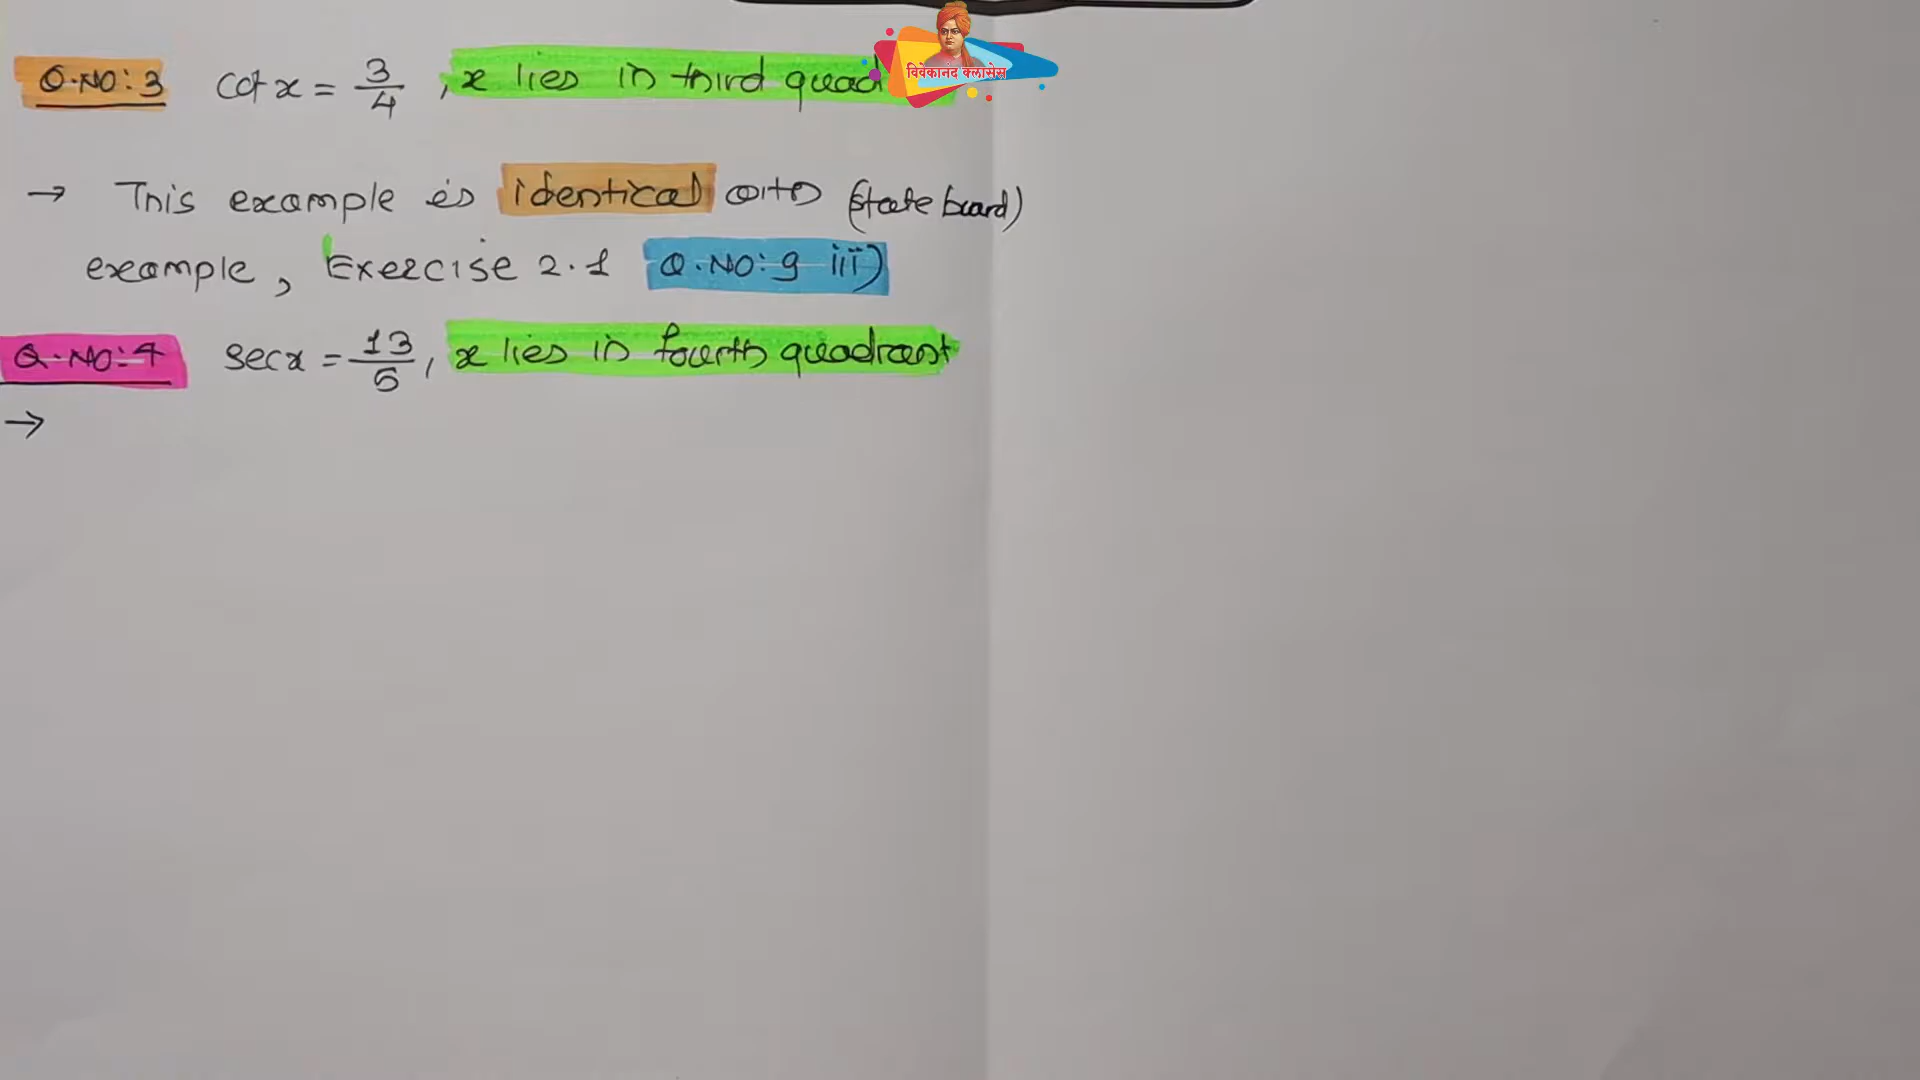 Q.NO:3 cot x = 3/4 , x lies in third quad
विवेकानंद क्लासेस
→ This example is identical with (state board)
example, Exercise 2.1 Q.NO:9 iii)
Q.NO:4 sec x = 13/5, x lies in fourth quadrant
→